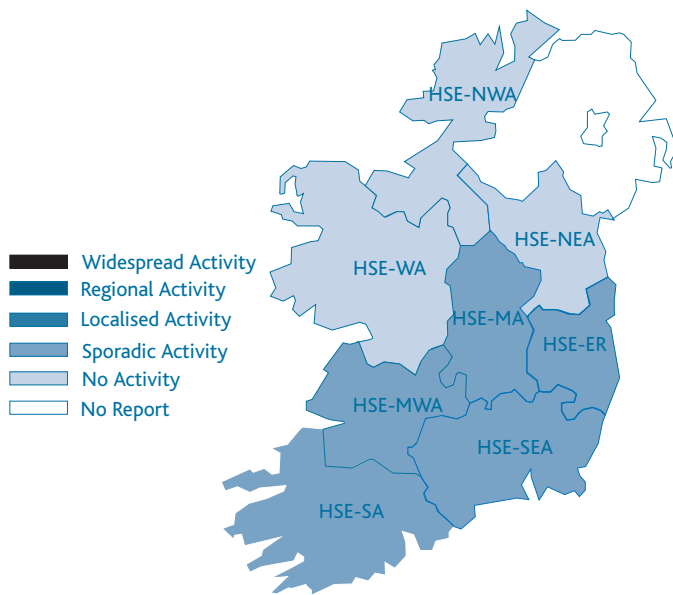 HSE-NWA
HSE-NEA
HSE-WA
HSE-MA
HSE-ER
HSE-MWA
HSE-SEA
HSE-SA
Widespread Activity
Regional Activity
Localised Activity
Sporadic Activity
No Activity
No Report